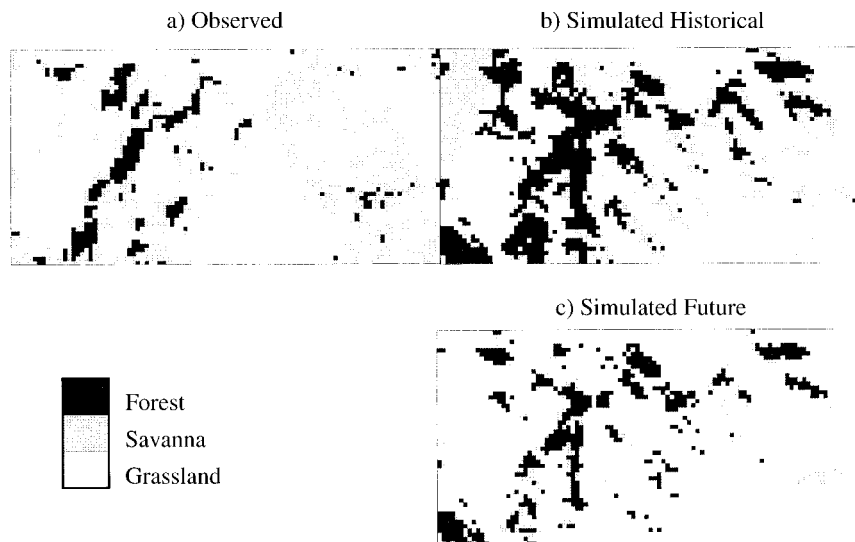 a) Observed
b) Simulated Historical
c) Simulated Future
Forest
Savanna
Grassland